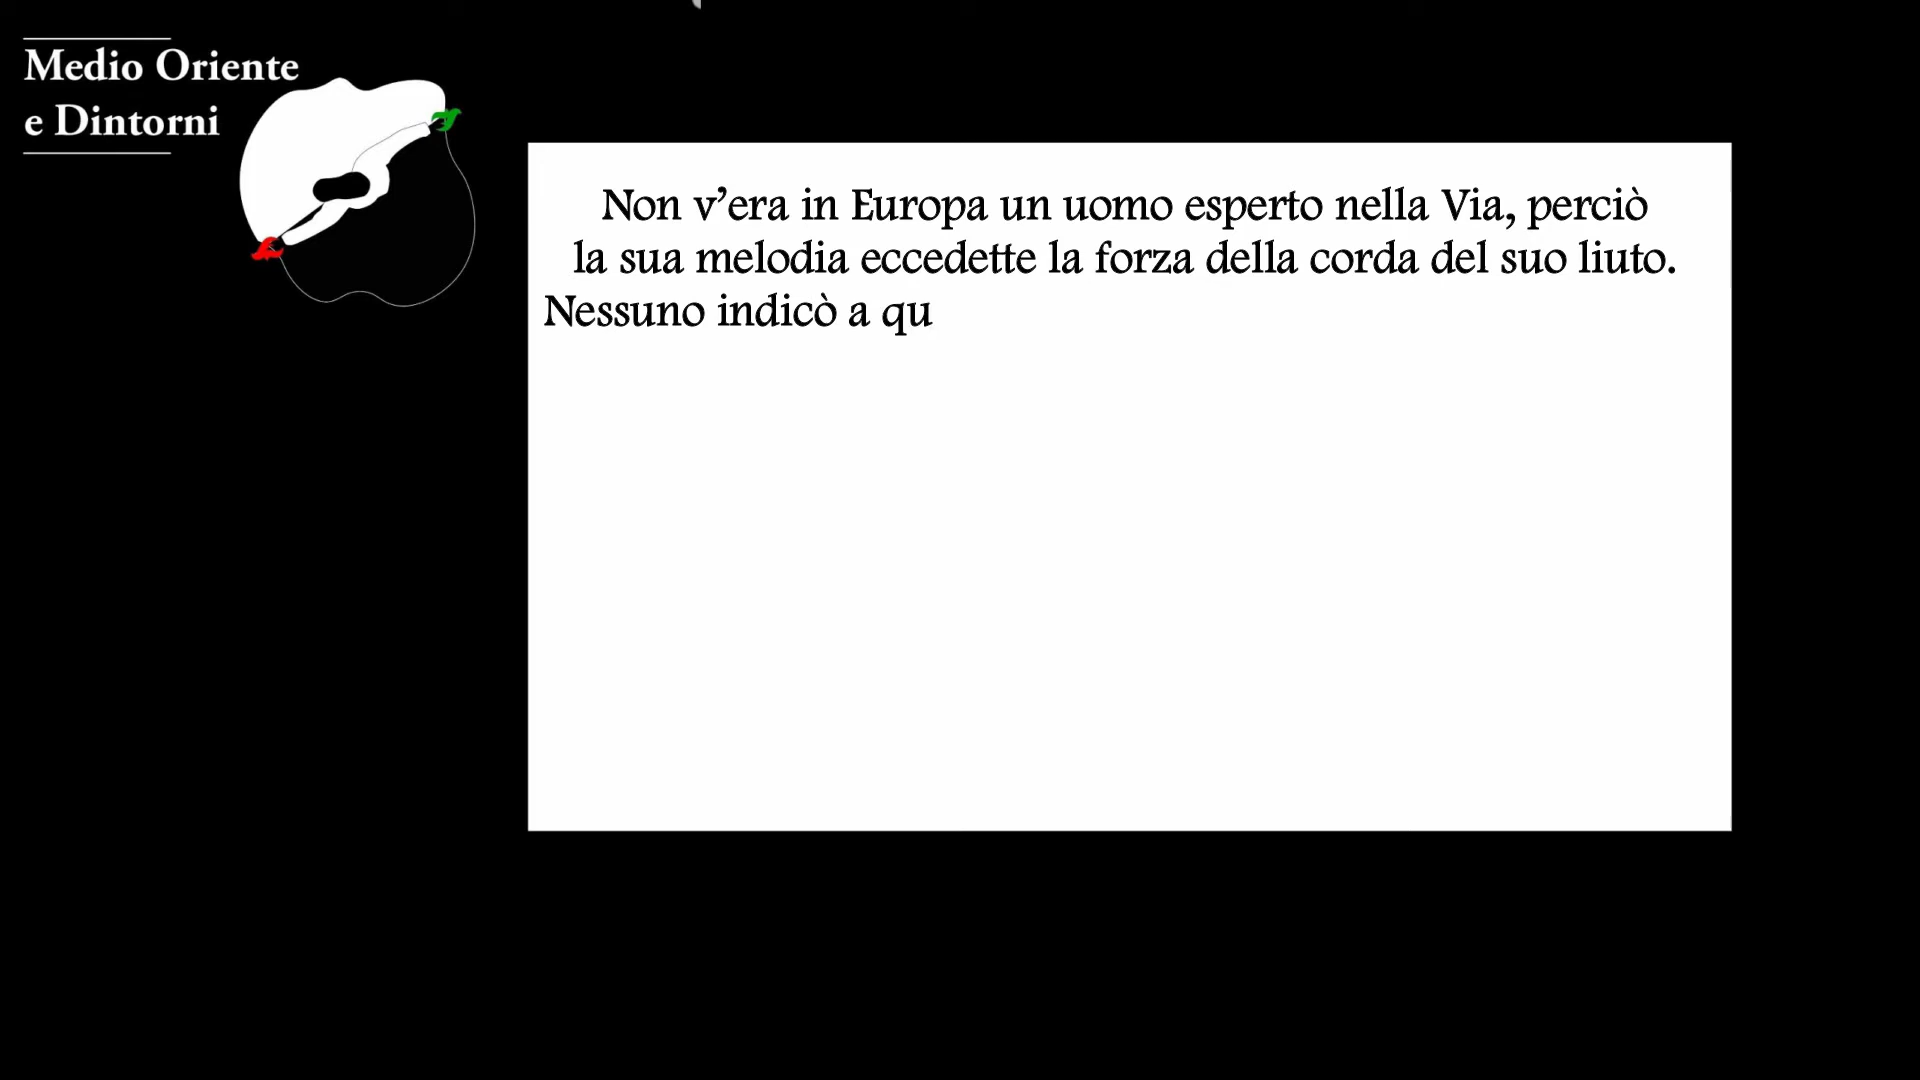 Medio Oriente
e Dintorni
Non v’era in Europa un uomo esperto nella Via, perciò
la sua melodia eccedette la forza della corda del suo liuto.
Nessuno indicò a qu